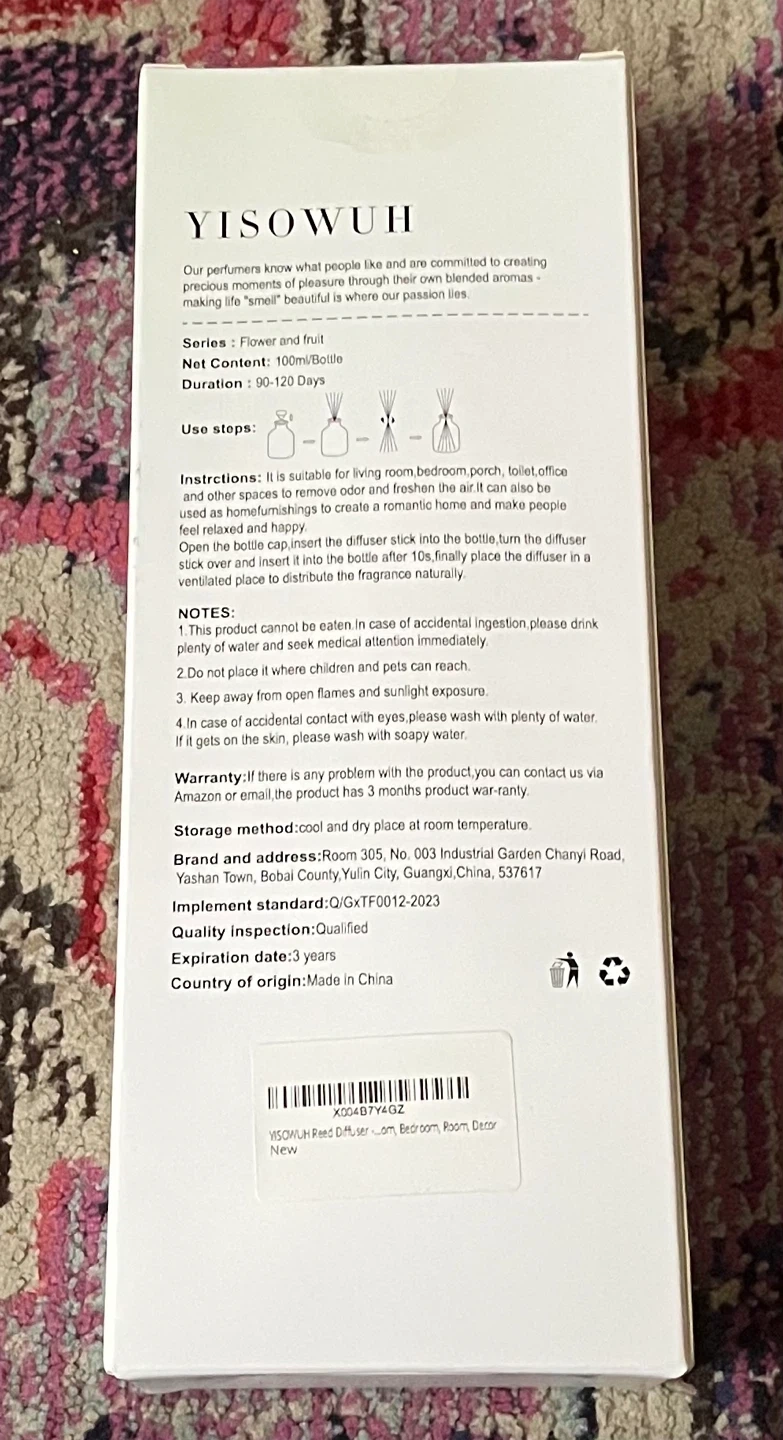 YISOWUH
Our perfumers know what people like and are committed to creating
precious moments of pleasure through their own blended aromas -
making life "smell" beautiful is where our passion lies.
Series : Flower and fruit
Net Content: 100ml/Bottle
Duration : 90-120 Days
Use steps:
Instrctions: It is suitable for living room,bedroom,porch, toilet,office
and other spaces to remove odor and freshen the air.It can also be
used as homefurnishings to create a romantic home and make people
feel relaxed and happy.
Open the bottle cap,insert the diffuser stick into the bottle,turn the diffuser
stick over and insert it into the bottle after 10s,finally place the diffuser in a
ventilated place to distribute the fragrance naturally.
NOTES:
1.This product cannot be eaten.In case of accidental ingestion,please drink
plenty of water and seek medical attention immediately.
2.Do not place it where children and pets can reach.
3. Keep away from open flames and sunlight exposure.
4.In case of accidental contact with eyes,please wash with plenty of water.
If it gets on the skin, please wash with soapy water.
Warranty:If there is any problem with the product,you can contact us via
Amazon or email,the product has 3 months product war-ranty.
Storage method:cool and dry place at room temperature.
Brand and address:Room 305, No. 003 Industrial Garden Chanyi Road,
Yashan Town, Bobai County,Yulin City, Guangxi,China, 537617
Implement standard:Q/GxTF0012-2023
Quality inspection:Qualified
Expiration date:3 years
Country of origin:Made in China
X004B7Y4GZ
YISOWUH Reed Diffuser -...om, Bedroom, Room, Decor
New